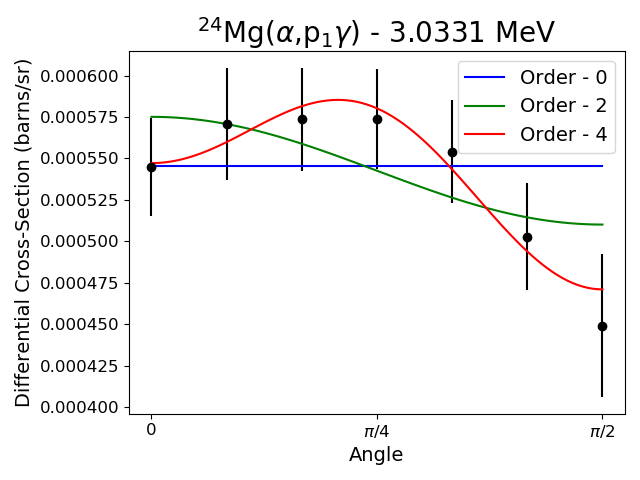 ²⁴Mg(α,p₁γ) - 3.0331 MeV
Differential Cross-Section (barns/sr)
0.000600
0.000575
0.000550
0.000525
0.000500
0.000475
0.000450
0.000425
0.000400
Order - 0
Order - 2
Order - 4
0
π/4
π/2
Angle